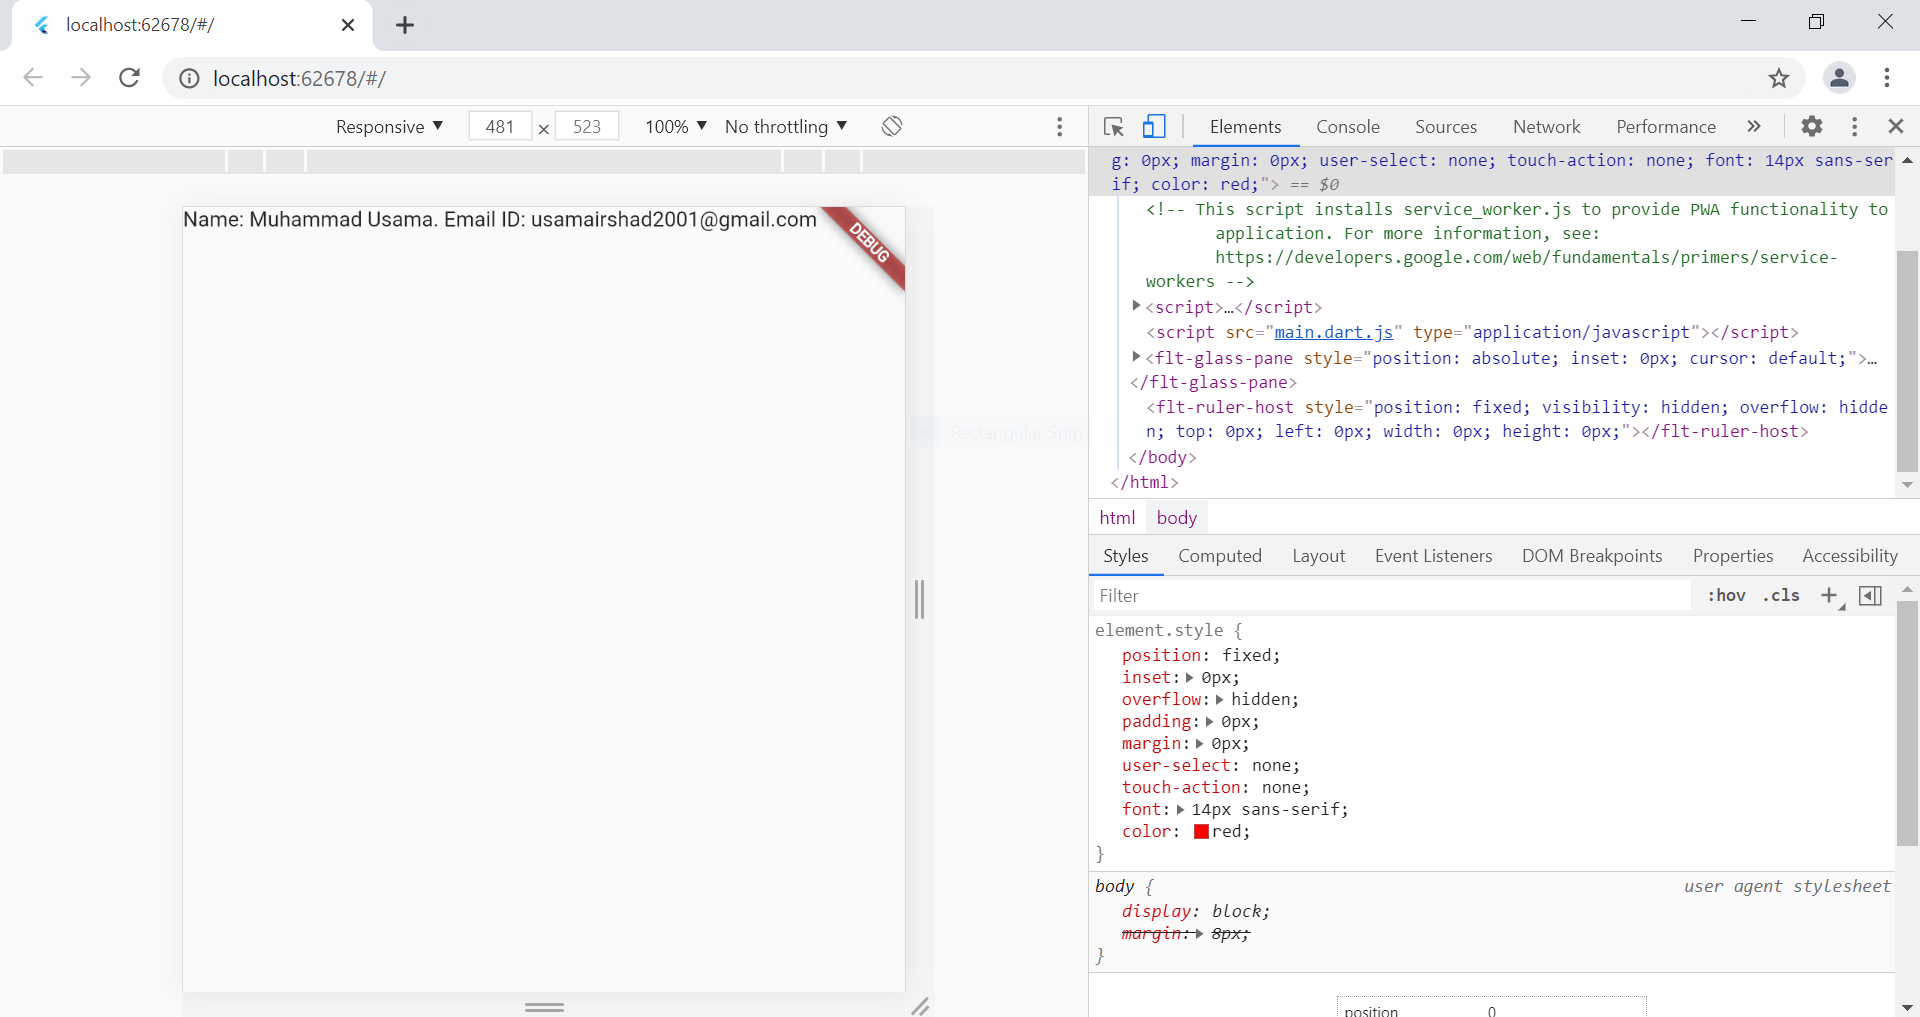 localhost:62678/#/
localhost:62678/#/
Responsive ▼ 481 × 523 100% ▼ No throttling ▼
Elements Console Sources Network Performance »
g: 0px; margin: 0px; user-select: none; touch-action: none; font: 14px sans-ser
if; color: red;"> == $0
<!-- This script installs service_worker.js to provide PWA functionality to
application. For more information, see:
https://developers.google.com/web/fundamentals/primers/service-
workers -->
<script>…</script>
<script src="main.dart.js" type="application/javascript"></script>
<flt-glass-pane style="position: absolute; inset: 0px; cursor: default;">…
</flt-glass-pane>
<flt-ruler-host style="position: fixed; visibility: hidden; overflow: hidde
n; top: 0px; left: 0px; width: 0px; height: 0px;"></flt-ruler-host>
</body>
</html>
html body
Name: Muhammad Usama. Email ID: usamairshad2001@gmail.com
DEBUG
Rectangular Snip
Styles Computed Layout Event Listeners DOM Breakpoints Properties Accessibility
Filter :hov .cls +
element.style {
position: fixed;
inset: 0px;
overflow: hidden;
padding: 0px;
margin: 0px;
user-select: none;
touch-action: none;
font: 14px sans-serif;
color: red;
}
body { user agent stylesheet
display: block;
margin: 8px;
}
position 0